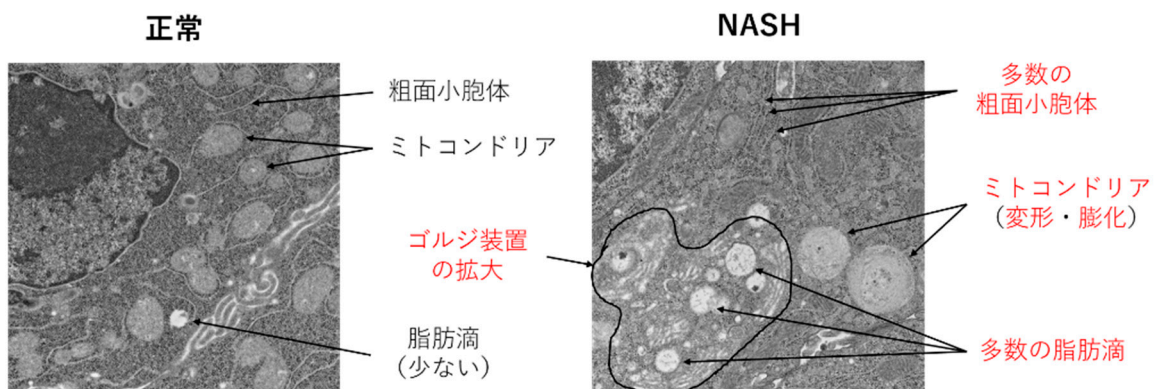 正常
NASH
粗面小胞体
ミトコンドリア
ゴルジ装置
の拡大
脂肪滴
（少ない）
多数の
粗面小胞体
ミトコンドリア
（変形・膨化）
多数の脂肪滴